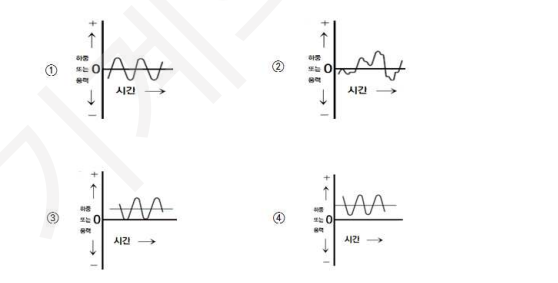 ① + 하중 또는 응력 0 − 시간
② + 하중 또는 응력 0 − 시간
③ + 하중 또는 응력 0 − 시간
④ + 하중 또는 응력 0 − 시간